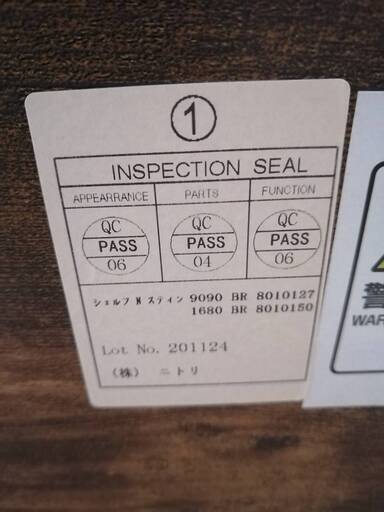 ①
INSPECTION SEAL
APPEARRANCE PARTS FUNCTION
QC QC QC
PASS PASS PASS
06 04 06
シェルフ N スティン 9090 BR 8010127
1680 BR 8010150
Lot No. 201124
(株) ニトリ
警
WAR